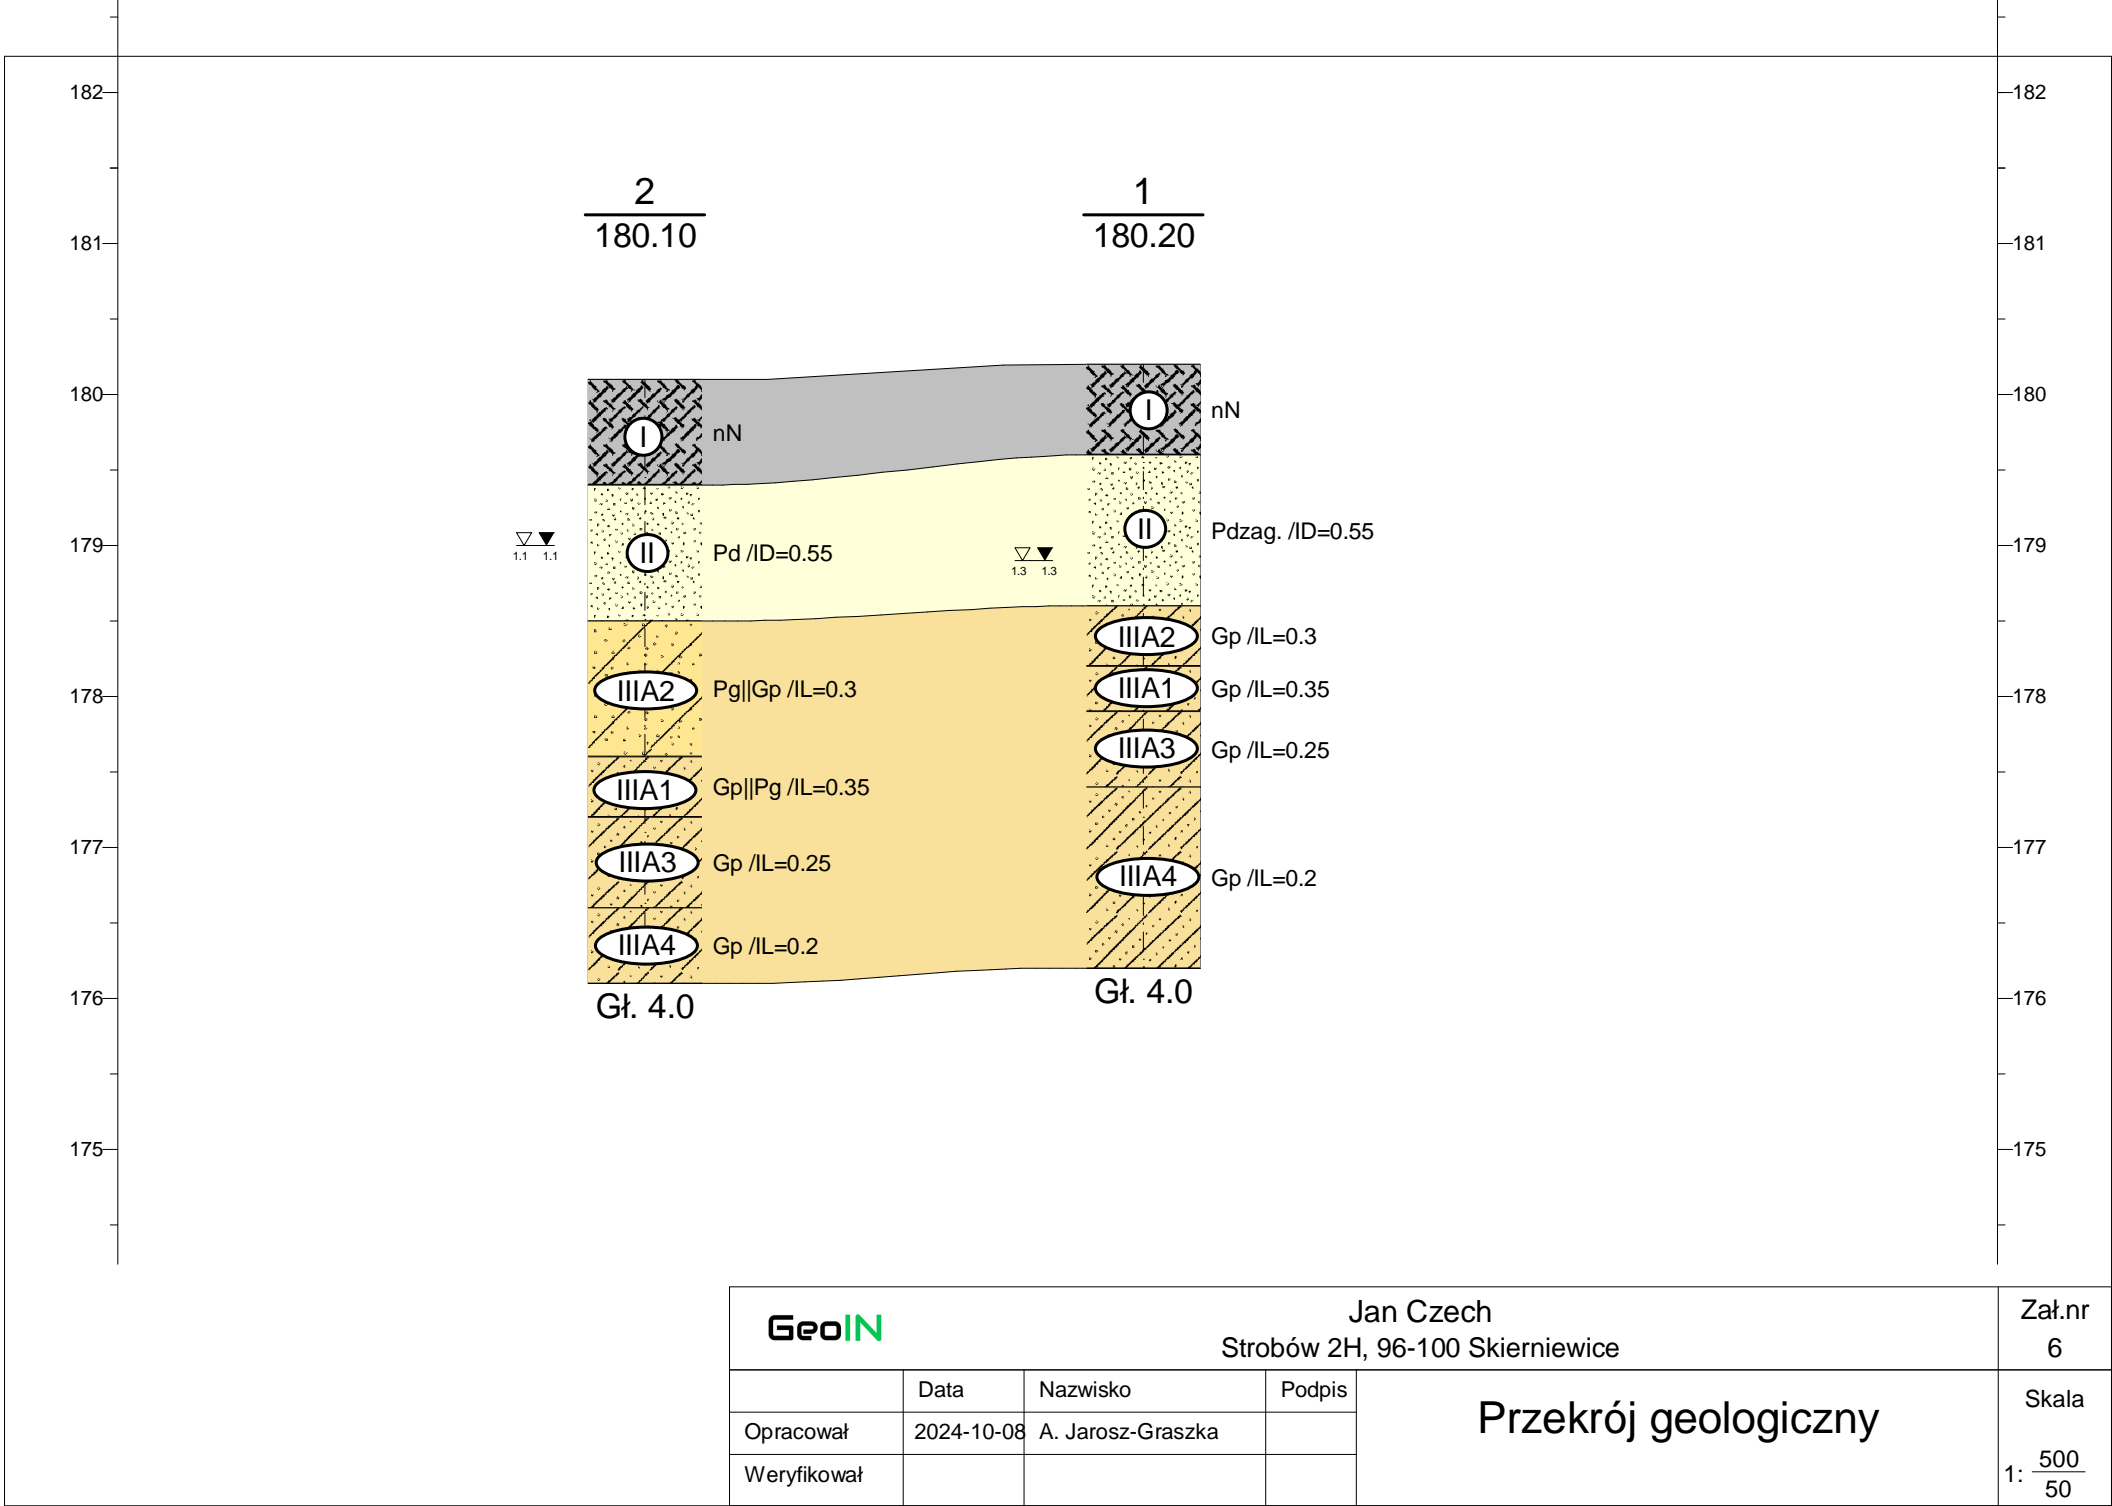 182 182
2 1
180.10 180.20
181 181
180 180
I nN I nN
179 179
1.1 1.1 II Pd /ID=0.55
1.3 1.3 II Pdzag. /ID=0.55
178 178
IIIA2 Pg||Gp /IL=0.3
IIIA1 Gp||Pg /IL=0.35
IIIA3 Gp /IL=0.25
IIIA4 Gp /IL=0.2
Gł. 4.0
IIIA2 Gp /IL=0.3
IIIA1 Gp /IL=0.35
IIIA3 Gp /IL=0.25
IIIA4 Gp /IL=0.2
Gł. 4.0
177 177
176 176
175 175
GeoIN
Jan Czech
Strobów 2H, 96-100 Skierniewice
Zał.nr
6
Data Nazwisko Podpis
Opracował 2024-10-08 A. Jarosz-Graszka
Weryfikował
Przekrój geologiczny
Skala
1: 500
50